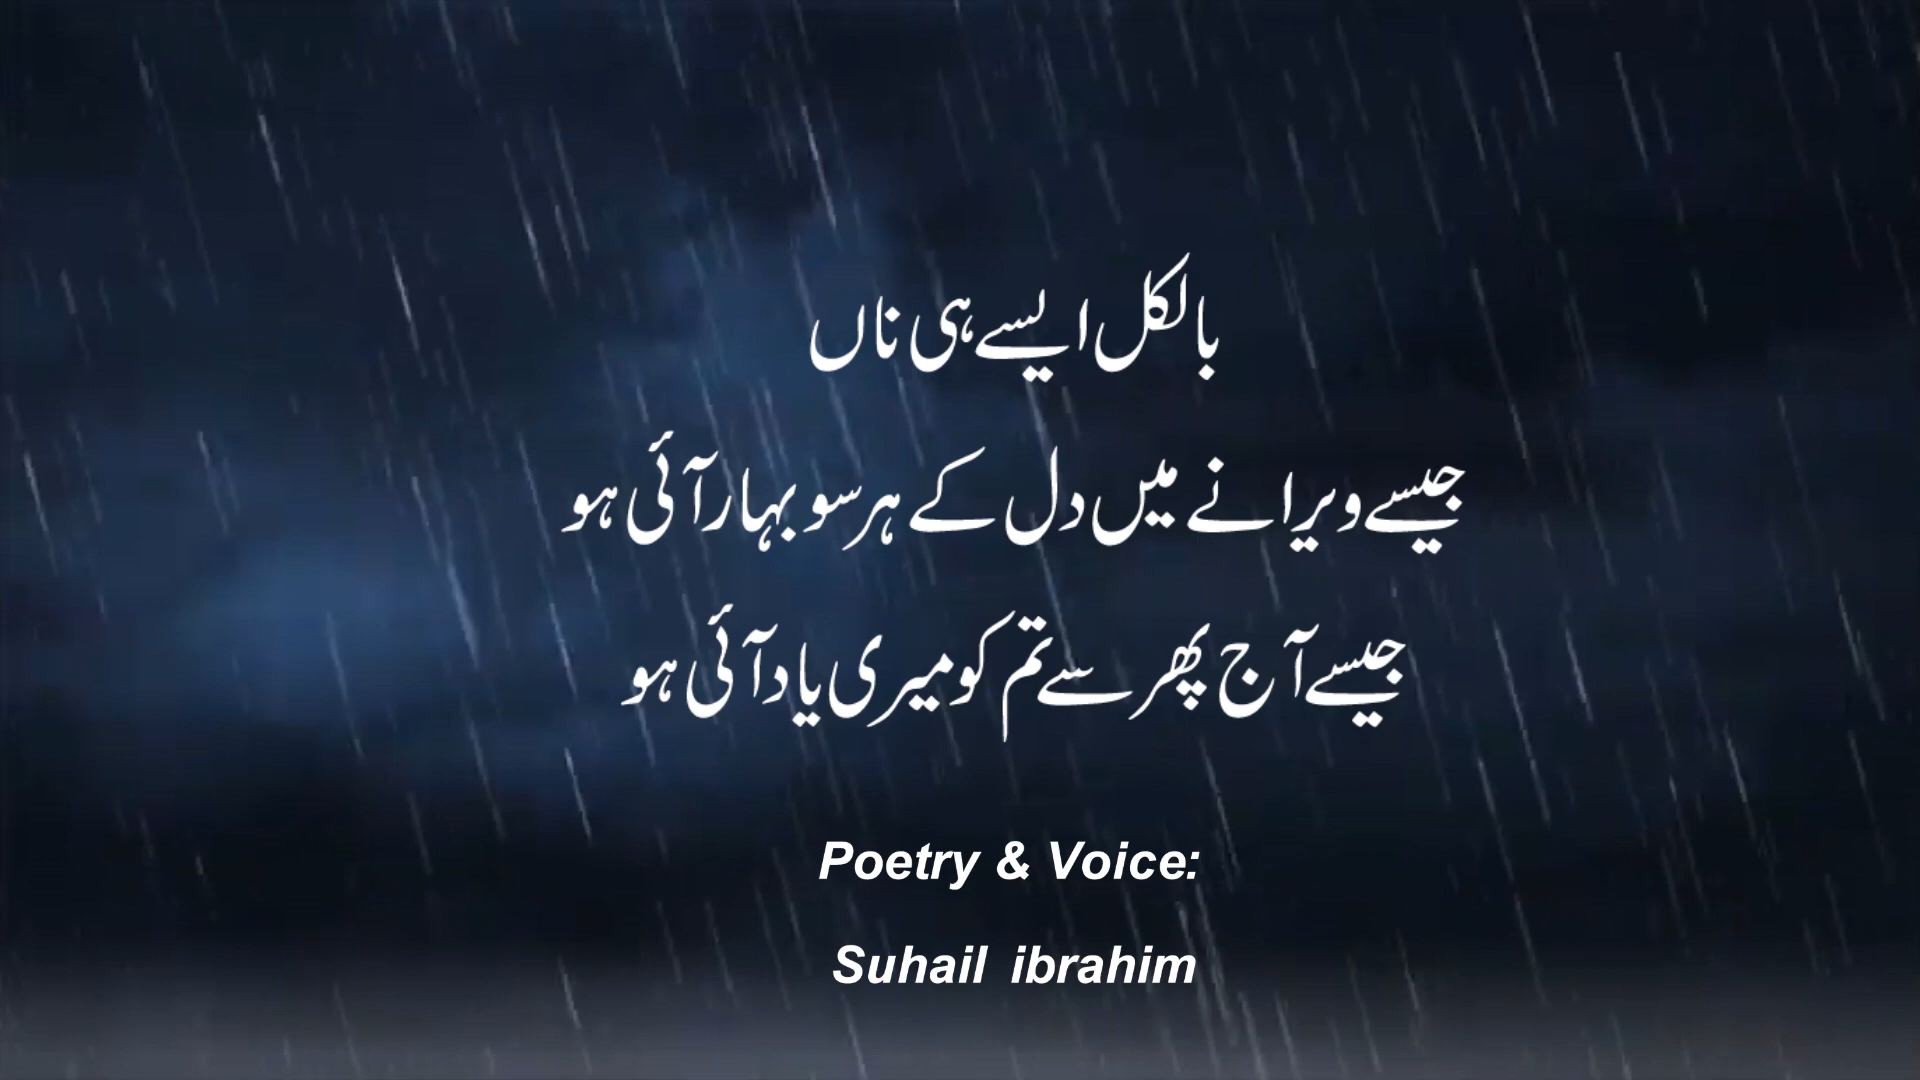 بالکل ایسے ہی ناں
جیسے ویرانے میں دل کے ہر سو بہار آئی ہو
جیسے آج پھر سے تم کو میری یاد آئی ہو
Poetry & Voice:
Suhail ibrahim